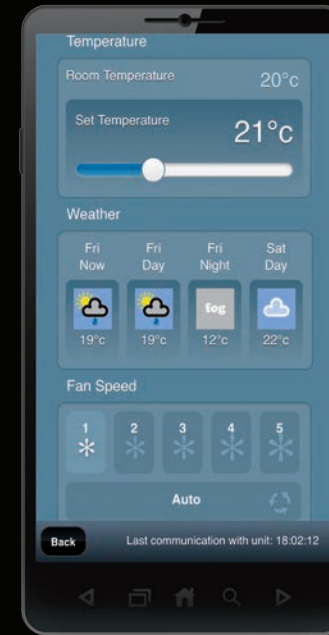 Temperature
Room Temperature 20°c
Set Temperature 21°c
Weather
Fri Fri Fri Sat
Now Day Night Day
fog
19°c 19°c 12°c 22°c
Fan Speed
1 2 3 4 5
Auto
Back Last communication with unit: 18:02:12